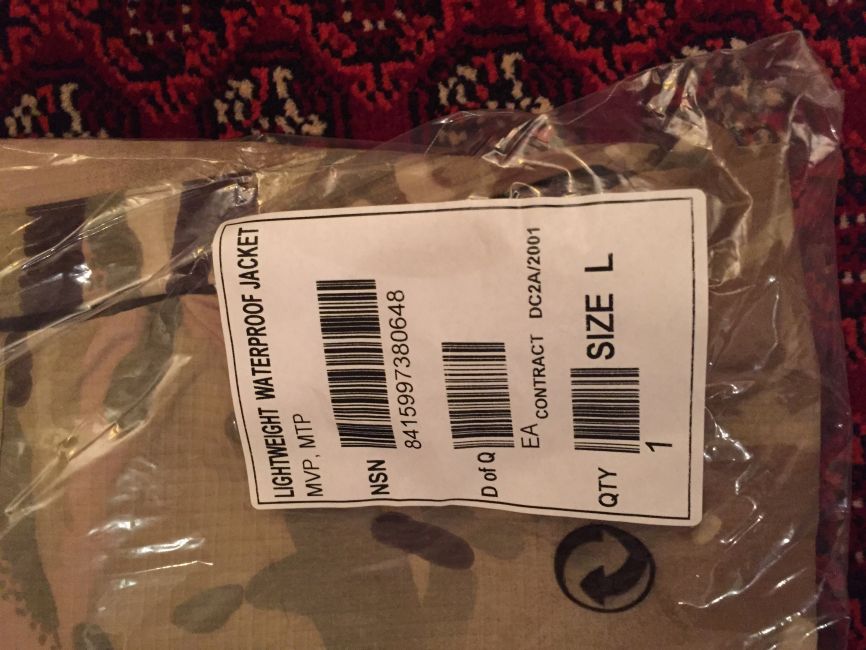 LIGHTWEIGHT WATERPROOF JACKET
MVP, MTP
NSN
8415997380648
D of Q
EA CONTRACT DC2A/2001
QTY
SIZE L
1